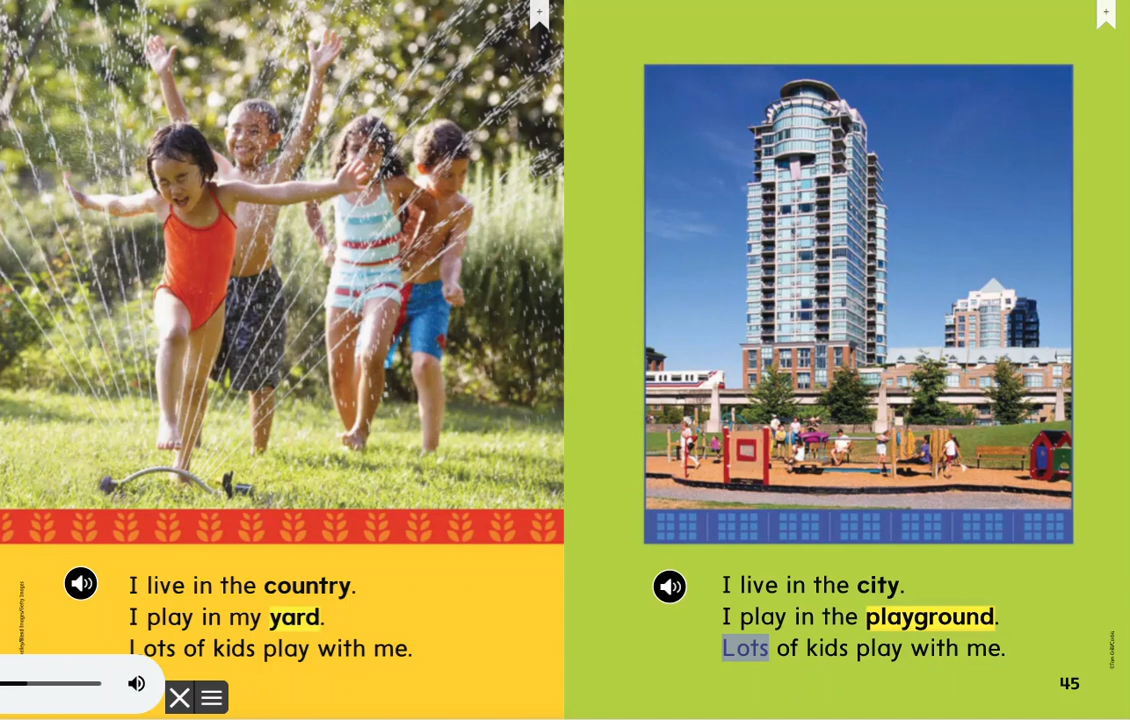 I live in the country.
I play in my yard.
Lots of kids play with me.
I live in the city.
I play in the playground.
Lots of kids play with me.
45